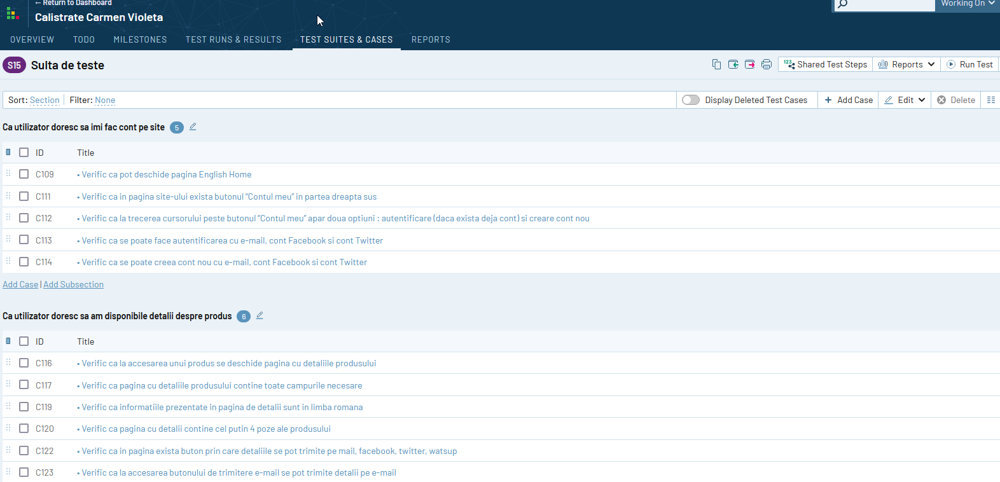 ← Return to Dashboard
Working On
Calistrate Carmen Violeta
OVERVIEW TODO MILESTONES TEST RUNS & RESULTS TEST SUITES & CASES REPORTS
S15 Suita de teste
Shared Test Steps Reports Run Test
Sort: Section Filter: None
Display Deleted Test Cases + Add Case Edit Delete
Ca utilizator doresc sa imi fac cont pe site 5
ID Title
C109 • Verific ca pot deschide pagina English Home
C111 • Verific ca in pagina site-ului exista butonul “Contul meu” in partea dreapta sus
C112 • Verific ca la trecerea cursorului peste butonul “Contul meu” apar doua optiuni : autentificare (daca exista deja cont) si creare cont nou
C113 • Verific ca se poate face autentificarea cu e-mail, cont Facebook si cont Twitter
C114 • Verific ca se poate creea cont nou cu e-mail, cont Facebook si cont Twitter
Add Case | Add Subsection
Ca utilizator doresc sa am disponibile detalii despre produs 6
ID Title
C116 • Verific ca la accesarea unui produs se deschide pagina cu detaliile produsului
C117 • Verific ca pagina cu detaliile produsului contine toate campurile necesare
C119 • Verific ca informatiile prezentate in pagina de detalii sunt in limba romana
C120 • Verific ca pagina cu detalii contine cel putin 4 poze ale produsului
C122 • Verific ca in pagina exista buton prin care detaliile se pot trimite pe mail, facebook, twitter, watsup
C123 • Verific ca la accesarea butonului de trimitere e-mail se pot trimite detalii pe e-mail